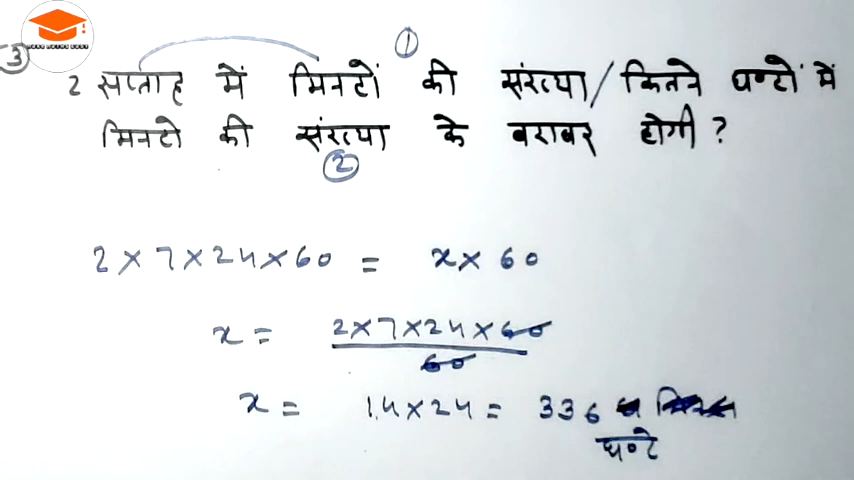 ③ ①
2 सप्ताह में मिनटों की संख्या / कितने घण्टों में
मिनटो की संख्या के बराबर होगी ?
②
2 × 7 × 24 × 60 = x × 60
x = 2 × 7 × 24 × 60
60
x = 14 × 24 = 336
घण्टे